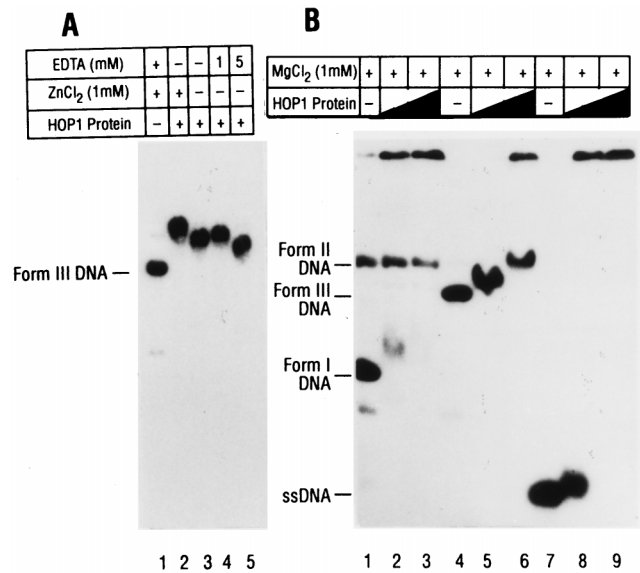 A
EDTA (mM) + – – 1 5
ZnCl2 (1mM) + + – – –
HOP1 Protein – + + + +
Form III DNA –
1 2 3 4 5
B
MgCl2 (1mM) + + + + + + + + +
HOP1 Protein – – –
Form II DNA –
Form III DNA –
Form I DNA –
ssDNA –
1 2 3 4 5 6 7 8 9